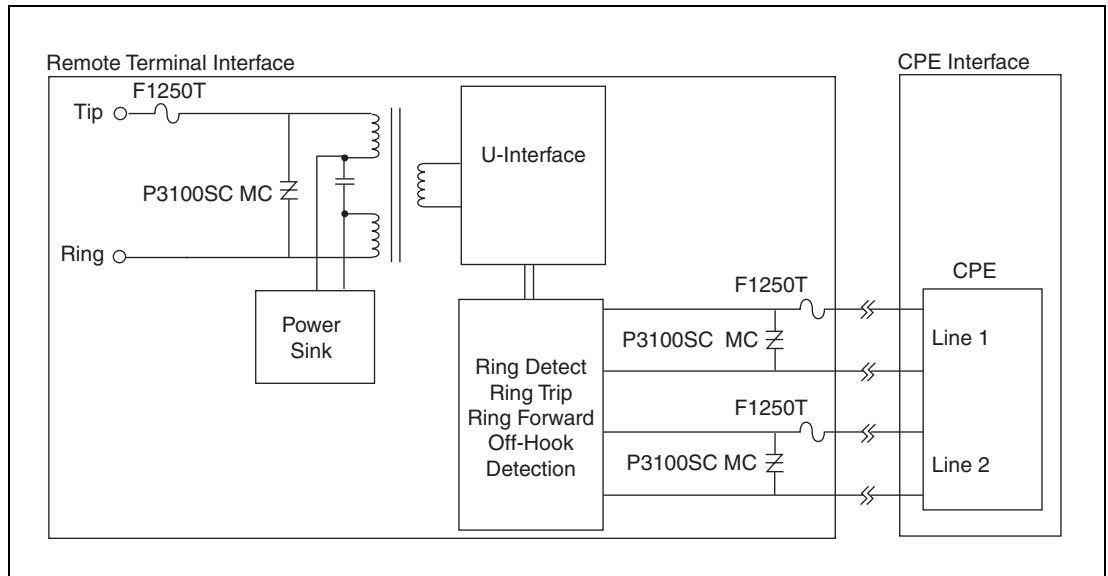 Remote Terminal Interface
CPE Interface
F1250T
Tip
U-Interface
P3100SC MC
Ring
CPE
F1250T
Power
Sink
P3100SC MC
Line 1
Ring Detect
Ring Trip
Ring Forward
Off-Hook
Detection
F1250T
P3100SC MC
Line 2